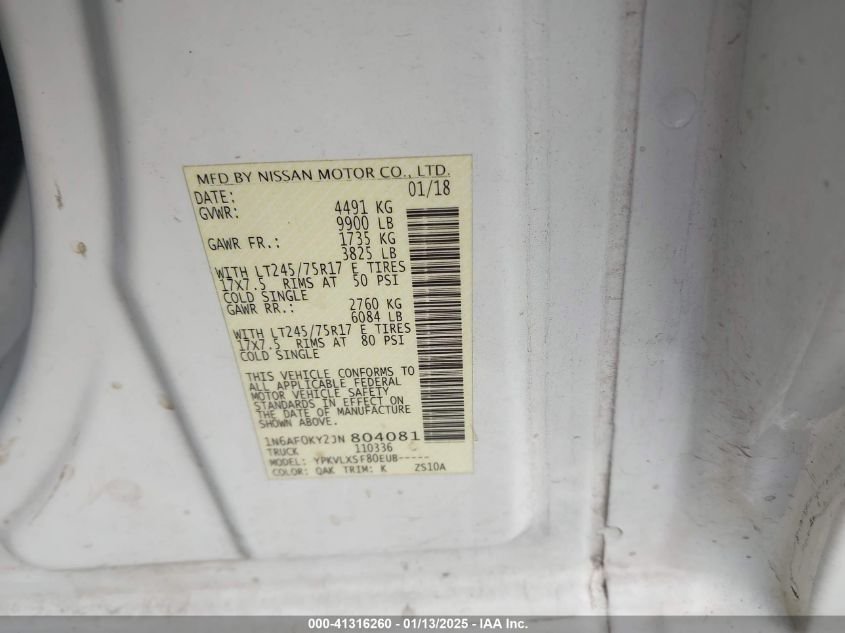 MFD BY NISSAN MOTOR CO., LTD.
DATE: 01/18
GVWR: 4491 KG
9900 LB
GAWR FR.: 1735 KG
3825 LB
WITH LT245/75R17 E TIRES
17X7.5 RIMS AT 50 PSI
COLD SINGLE
GAWR RR.: 2760 KG
6084 LB
WITH LT245/75R17 E TIRES
17X7.5 RIMS AT 80 PSI
COLD SINGLE
THIS VEHICLE CONFORMS TO
ALL APPLICABLE FEDERAL
MOTOR VEHICLE SAFETY
STANDARDS IN EFFECT ON
THE DATE OF MANUFACTURE
SHOWN ABOVE.
1N6AF0KY2JN804081
TRUCK 110336
MODEL: YPKVLXSF80EUB-----
COLOR: QAK TRIM: K ZS10A
000-41316260 - 01/13/2025 - IAA Inc.